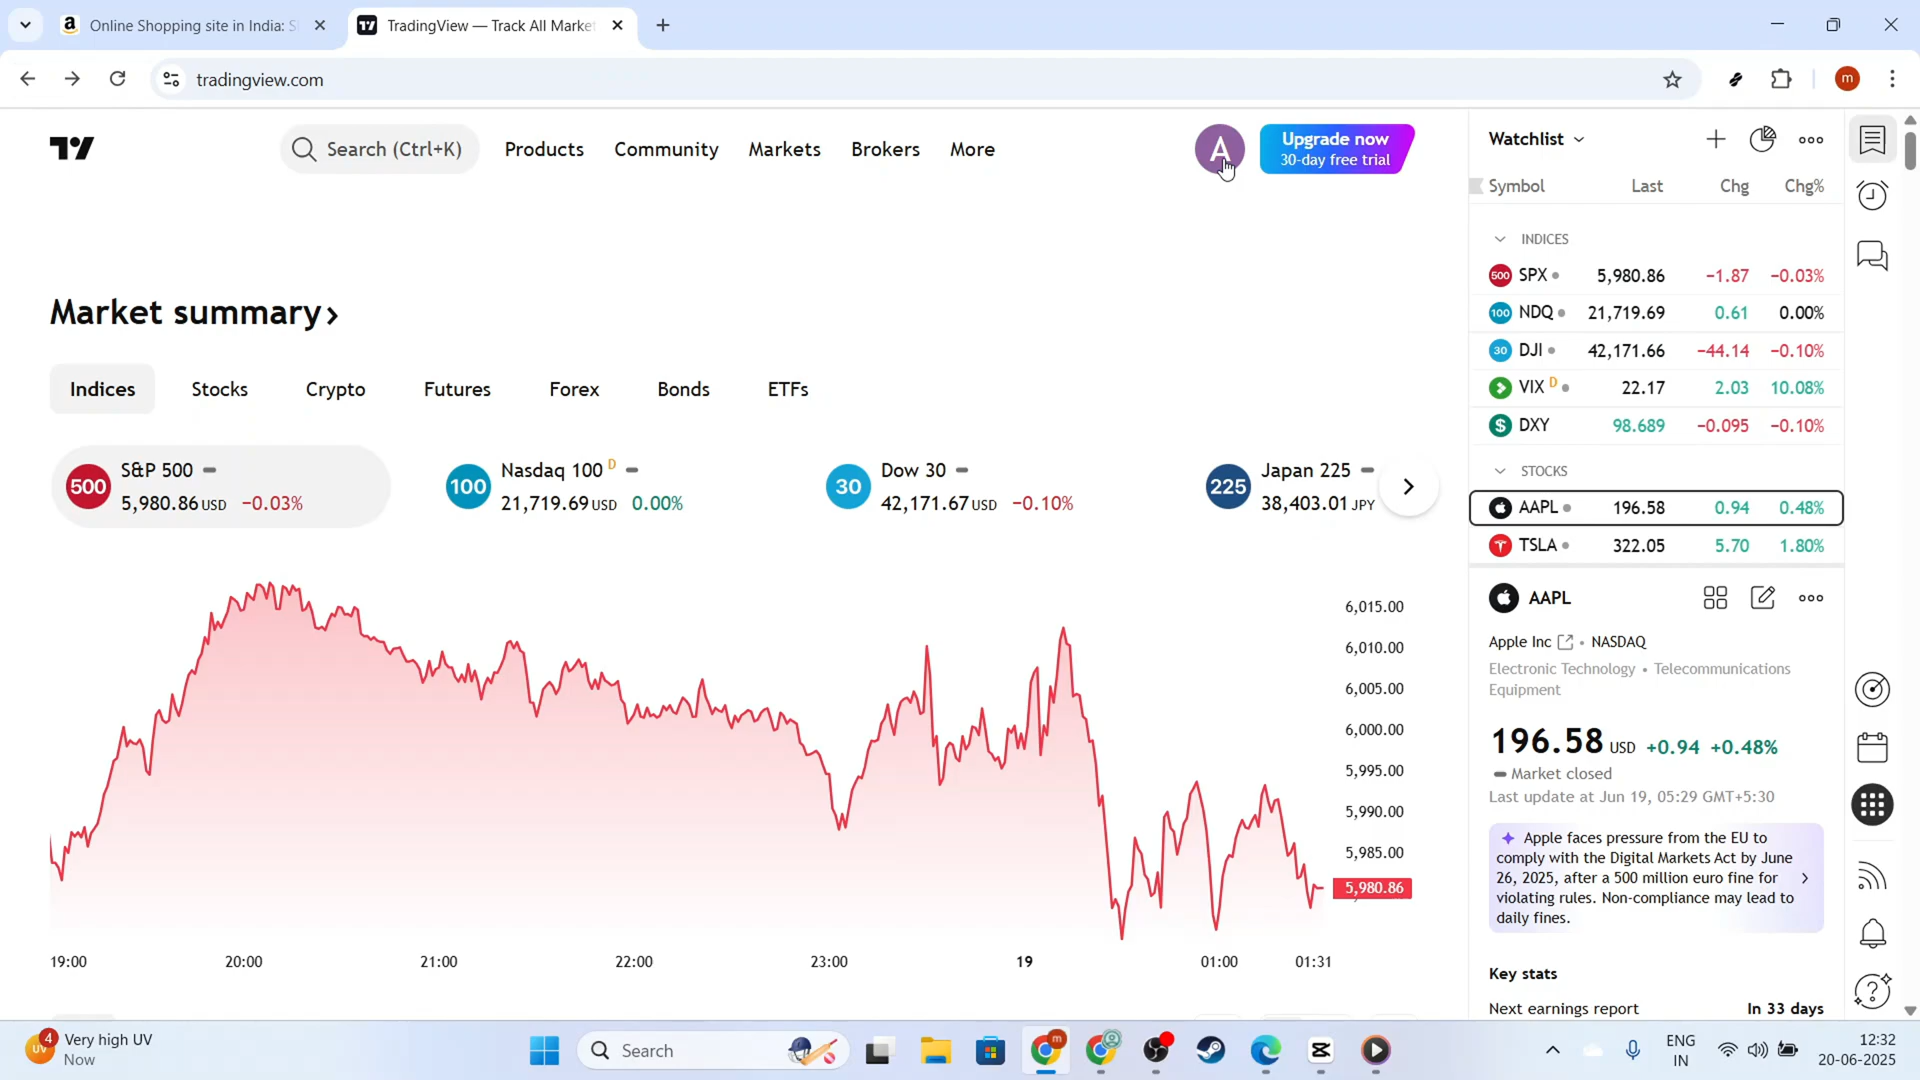 Online Shopping site in India: S
TradingView — Track All Marke
tradingview.com
m
Search (Ctrl+K)
Products
Community
Markets
Brokers
More
A
Upgrade now
30-day free trial
Market summary
Indices
Stocks
Crypto
Futures
Forex
Bonds
ETFs
500
S&P 500
5,980.86 USD −0.03%
100
Nasdaq 100 D
21,719.69 USD 0.00%
30
Dow 30
42,171.67 USD −0.10%
225
Japan 225
38,403.01 JPY
6,015.00
6,010.00
6,005.00
6,000.00
5,995.00
5,990.00
5,985.00
5,980.86
19:00 20:00 21:00 22:00 23:00 19 01:00 01:31
Watchlist
Symbol Last Chg Chg%
INDICES
500 SPX 5,980.86 −1.87 −0.03%
100 NDQ 21,719.69 0.61 0.00%
30 DJI 42,171.66 −44.14 −0.10%
VIX D 22.17 2.03 10.08%
$ DXY 98.689 −0.095 −0.10%
STOCKS
AAPL 196.58 0.94 0.48%
TSLA 322.05 5.70 1.80%
AAPL
Apple Inc • NASDAQ
Electronic Technology • Telecommunications
Equipment
196.58 USD +0.94 +0.48%
Market closed
Last update at Jun 19, 05:29 GMT+5:30
Apple faces pressure from the EU to
comply with the Digital Markets Act by June
26, 2025, after a 500 million euro fine for
violating rules. Non-compliance may lead to
daily fines.
Key stats
Next earnings report In 33 days
UV 4
Very high UV
Now
Search
m
ENG
IN
12:32
20-06-2025